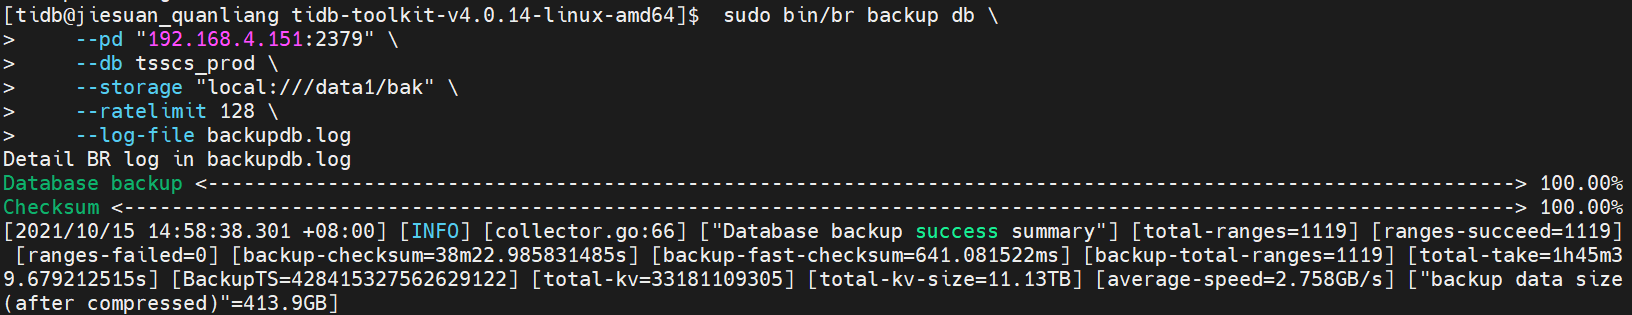 [tidb@jiesuan_quanliang tidb-toolkit-v4.0.14-linux-amd64]$  sudo bin/br backup db \
>     --pd "192.168.4.151:2379" \
>     --db tsscs_prod \
>     --storage "local:///data1/bak" \
>     --ratelimit 128 \
>     --log-file backupdb.log
Detail BR log in backupdb.log
Database backup <-------------------------------------------------------------------------------------------------------------> 100.00%
Checksum <--------------------------------------------------------------------------------------------------------------------> 100.00%
[2021/10/15 14:58:38.301 +08:00] [INFO] [collector.go:66] ["Database backup success summary"] [total-ranges=1119] [ranges-succeed=1119]
 [ranges-failed=0] [backup-checksum=38m22.985831485s] [backup-fast-checksum=641.081522ms] [backup-total-ranges=1119] [total-take=1h45m3
9.679212515s] [BackupTS=428415327562629122] [total-kv=33181109305] [total-kv-size=11.13TB] [average-speed=2.758GB/s] ["backup data size
(after compressed)"=413.9GB]